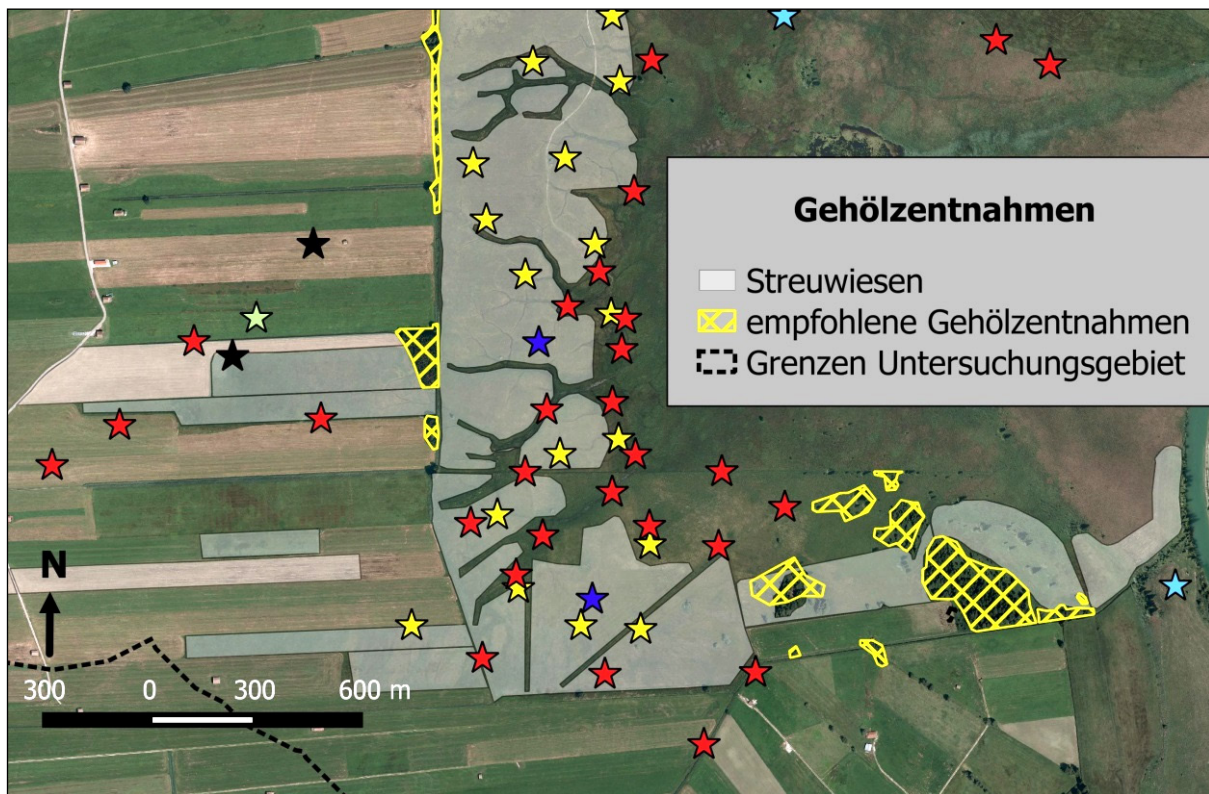 Gehölzentnahmen
Streuwiesen
empfohlene Gehölzentnahmen
Grenzen Untersuchungsgebiet
N
300 0 300 600 m